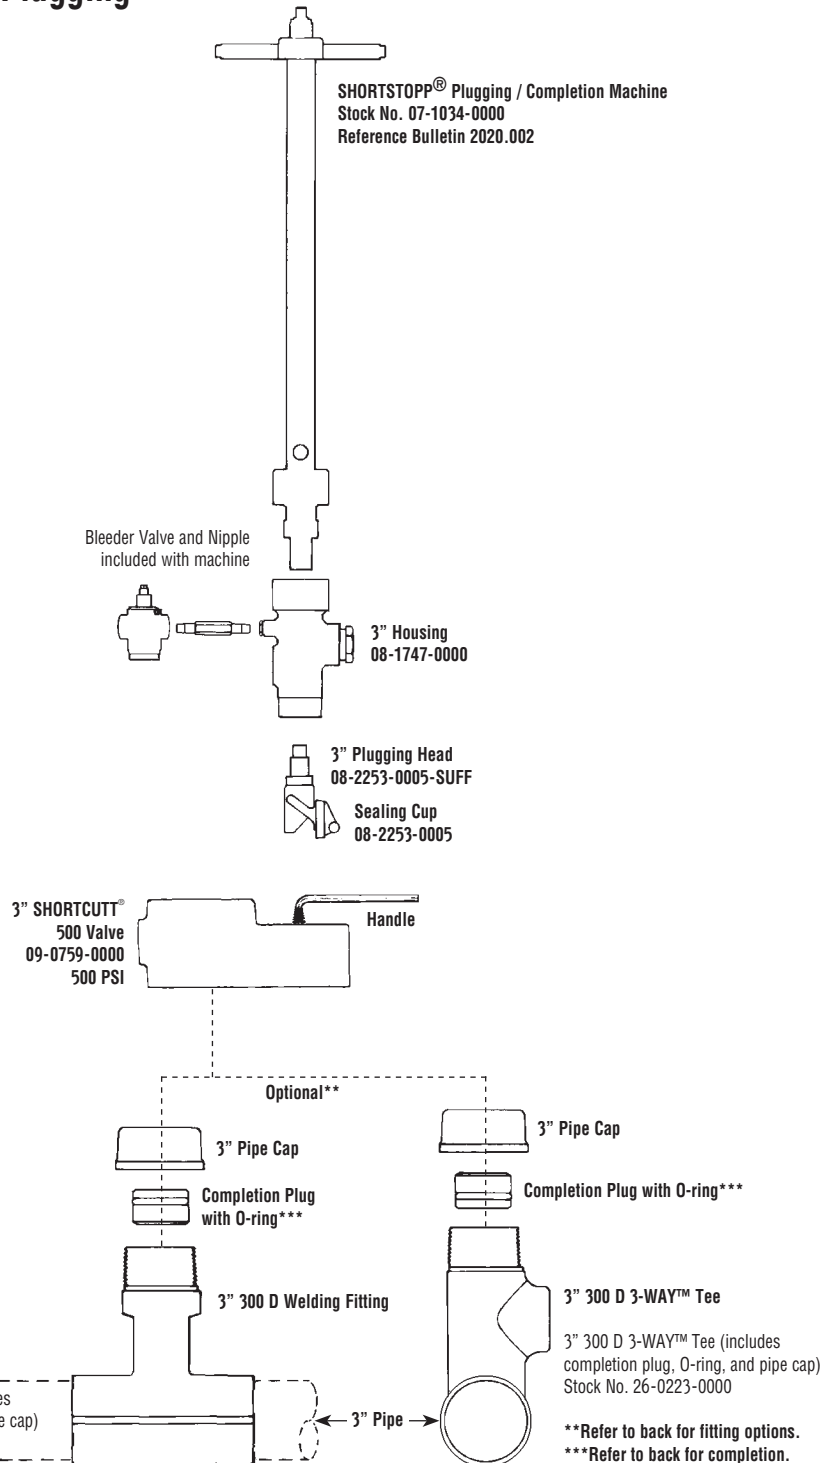 Plugging
SHORTSTOPP® Plugging / Completion Machine
Stock No. 07-1034-0000
Reference Bulletin 2020.002
Bleeder Valve and Nipple
included with machine
3” Housing
08-1747-0000
3” Plugging Head
08-2253-0005-SUFF
Sealing Cup
08-2253-0005
3” SHORTCUTT®
500 Valve
09-0759-0000
500 PSI
Handle
Optional**
3” Pipe Cap
Completion Plug
with O-ring***
3” 300 D Welding Fitting
3” Pipe Cap
Completion Plug with O-ring***
3” 300 D 3-WAY™ Tee
3” 300 D 3-WAY™ Tee (includes
completion plug, O-ring, and pipe cap)
Stock No. 26-0223-0000
cap)
3” Pipe
**Refer to back for fitting options.
***Refer to back for completion.